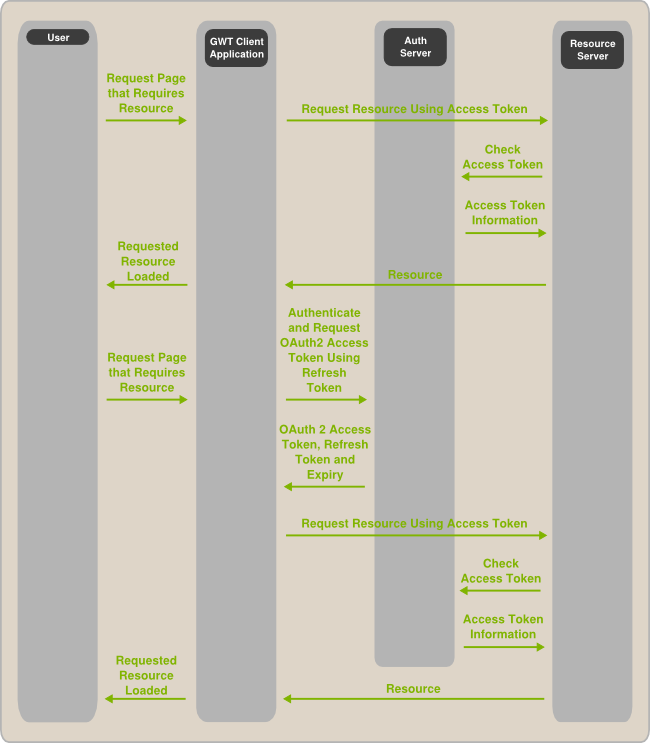 User
GWT Client
Application
Auth
Server
Resource
Server
Request Page
that Requires
Resource
Request Resource Using Access Token
Check
Access Token
Access Token
Information
Requested
Resource
Loaded
Resource
Authenticate
and Request
OAuth2 Access
Token Using
Refresh
Token
Request Page
that Requires
Resource
OAuth 2 Access
Token, Refresh
Token and
Expiry
Request Resource Using Access Token
Check
Access Token
Access Token
Information
Requested
Resource
Loaded
Resource